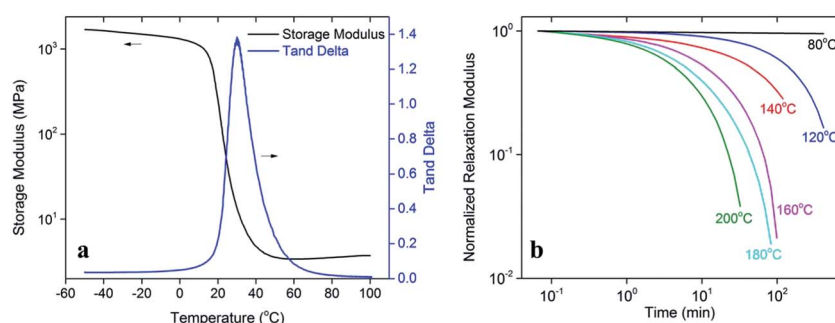 Storage Modulus (MPa)
10³
10²
10¹
Storage Modulus
Tand Delta
a
-60 -40 -20 0 20 40 60 80 100
Temperature (°C)
1.4
1.2
1.0
0.8
0.6
0.4
0.2
0.0
Tand Delta
Normalized Relaxation Modulus
10⁰
10⁻¹
10⁻²
80°C
140°C
120°C
160°C
200°C
180°C
b
10⁻¹ 10⁰ 10¹ 10²
Time (min)